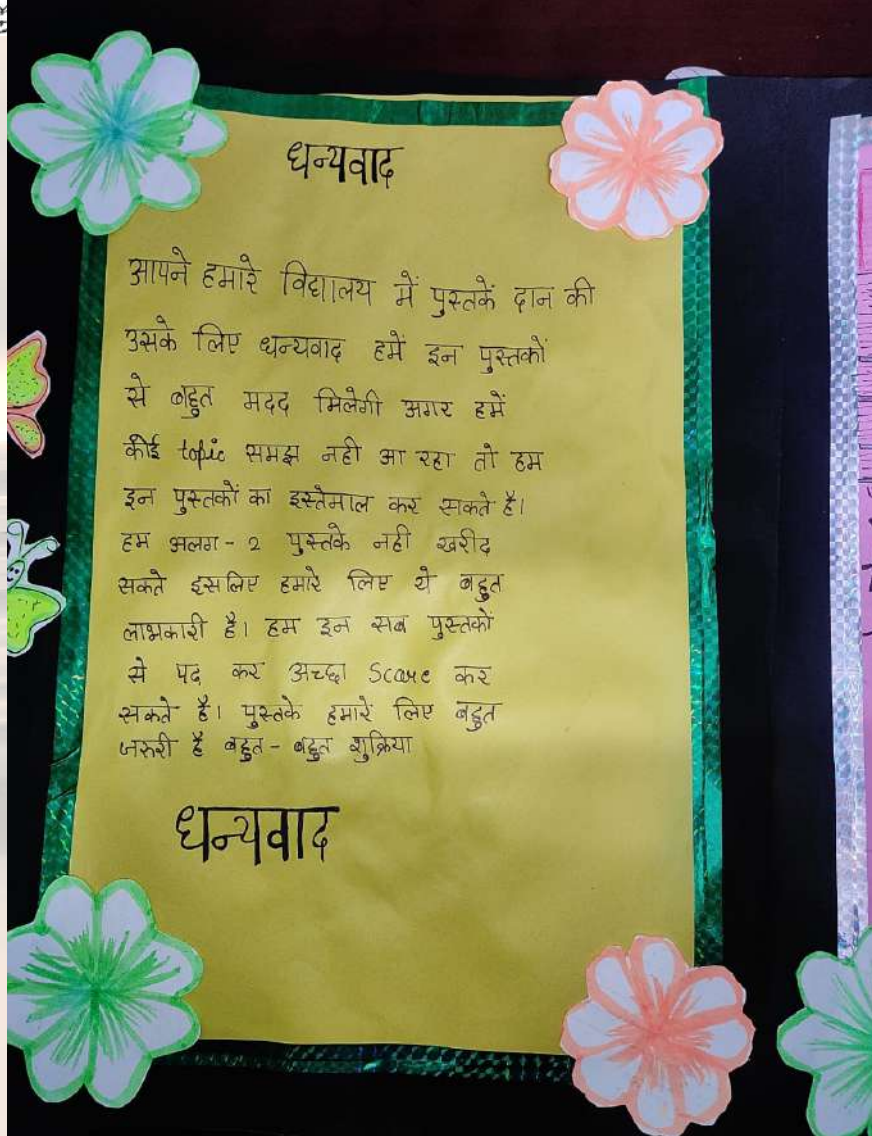 धन्यवाद
आपने हमारे विद्यालय में पुस्तकें दान की
उसके लिए धन्यवाद हमें इन पुस्तकों
से बहुत मदद मिलेगी अगर हमें
कोई topic समझ नही आ रहा तो हम
इन पुस्तकों का इस्तेमाल कर सकते है।
हम अलग - 2 पुस्तके नही खरीद
सकते इसलिए हमारे लिए ये बहुत
लाभकारी है। हम इन सब पुस्तकों
से पढ़ कर अच्छा Score कर
सकते है। पुस्तके हमारे लिए बहुत
जरुरी है बहुत - बहुत शुक्रिया
धन्यवाद